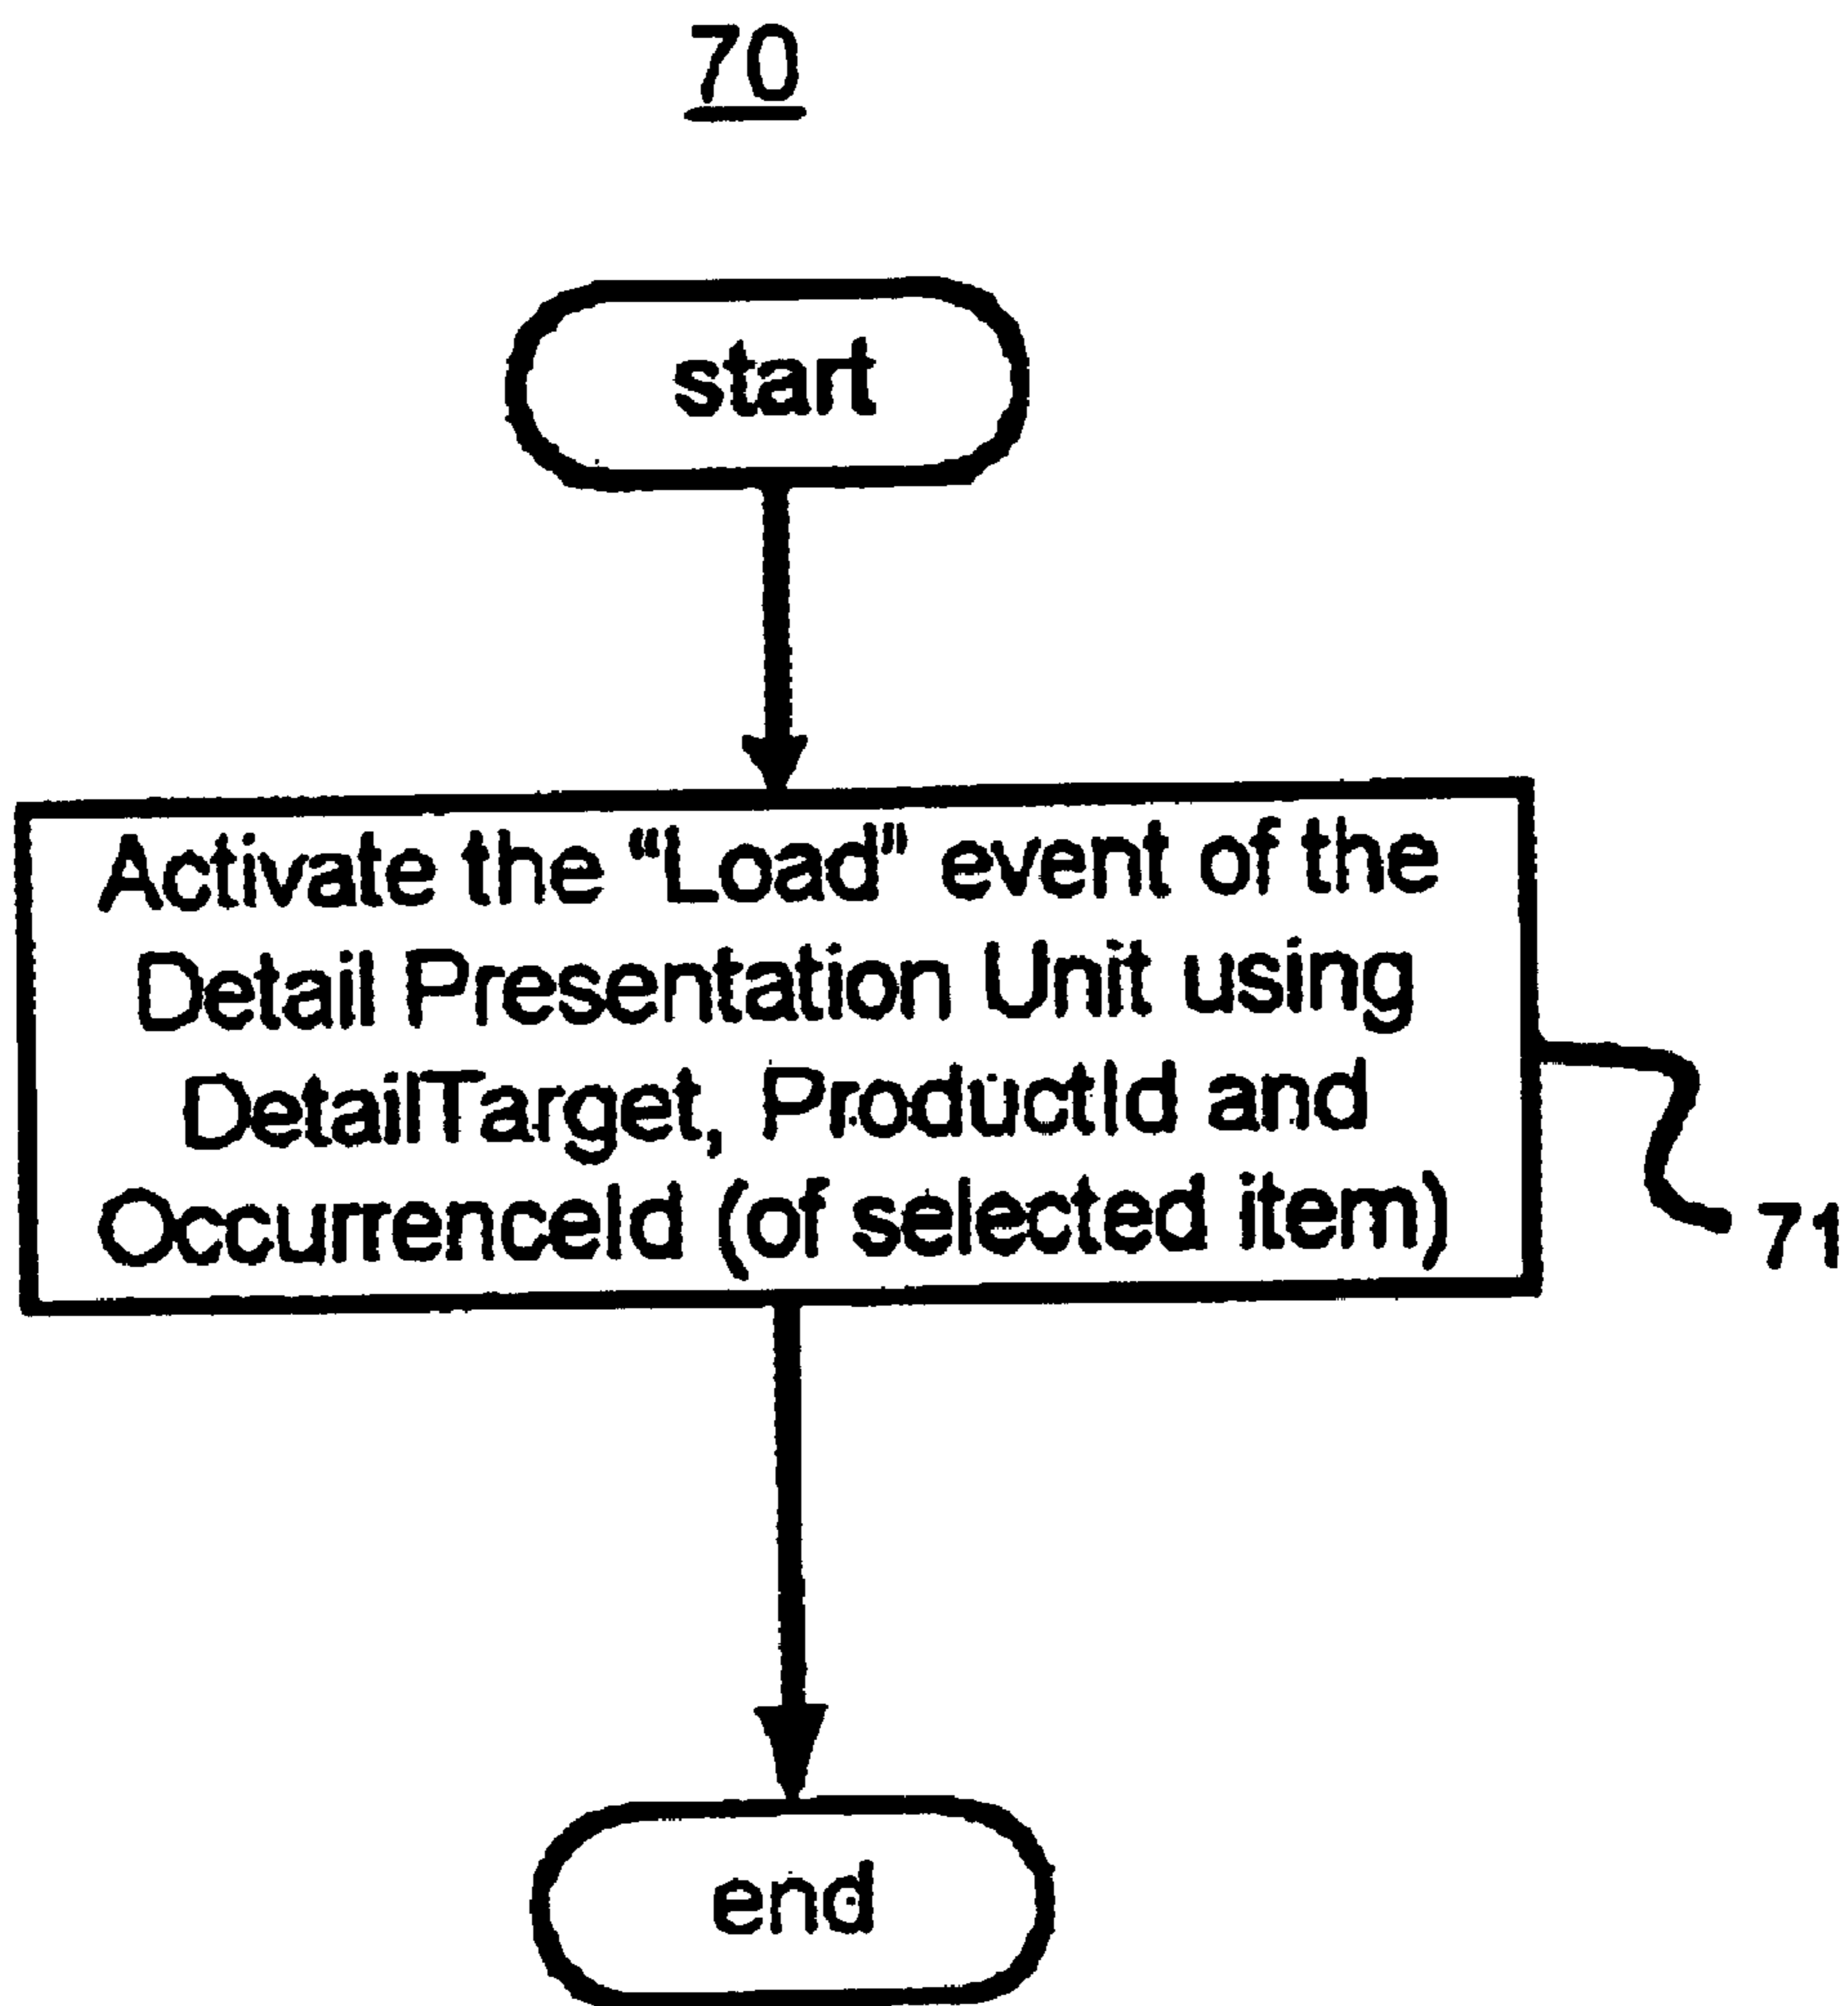 70
start
Activate the "Load" event of the
Detail Presentation Unit using
DetailTarget, ProductId and
OccurrenceId (of selected item)
71
end